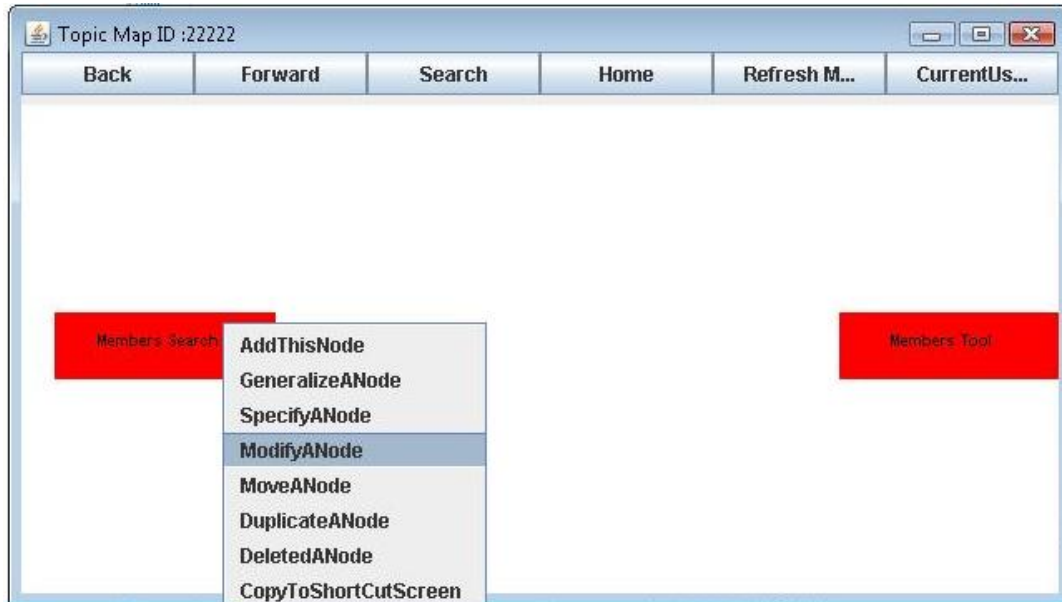 Topic Map ID :22222
Back Forward Search Home Refresh M... CurrentUs...
Members Search
Members Tool
AddThisNode
GeneralizeANode
SpecifyANode
ModifyANode
MoveANode
DuplicateANode
DeletedANode
CopyToShortCutScreen